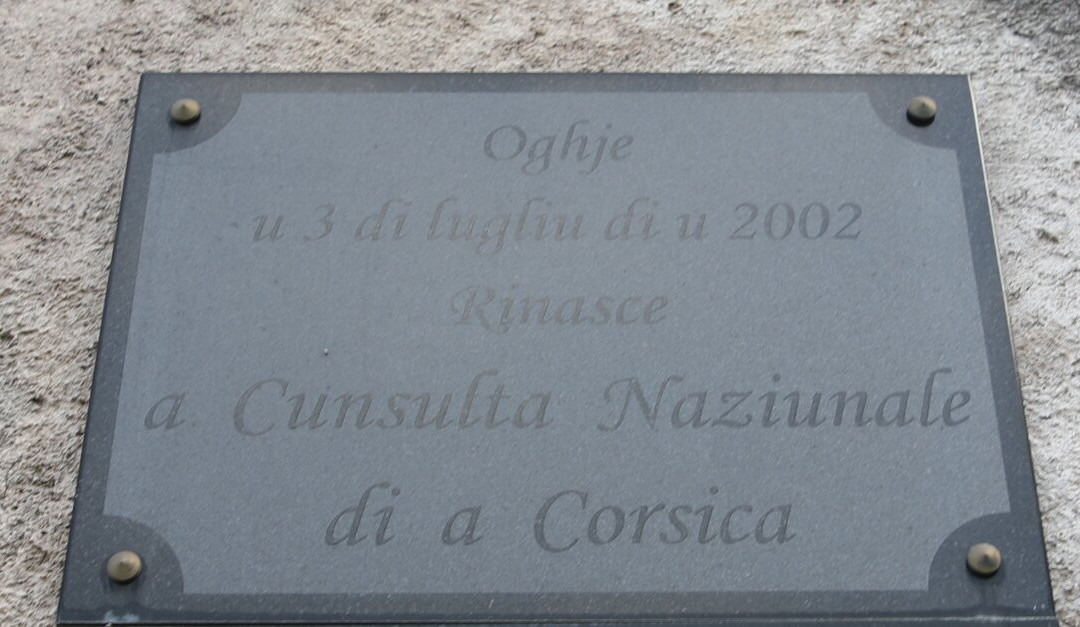 Oghje
u 3 di lugliu di u 2002
Rinasce
a Cunsulta Naziunale
di a Corsica